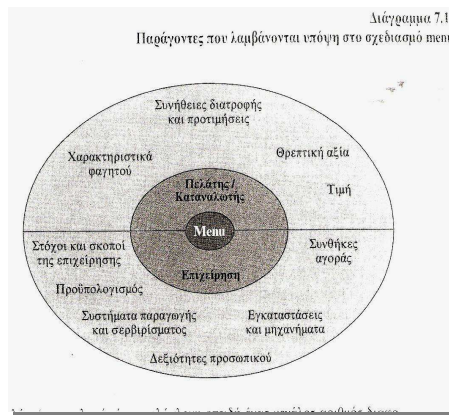 Διάγραμμα 7.1
Παράγοντες που λαμβάνονται υπόψη στο σχεδιασμό menu
Συνήθειες διατροφής
και προτιμήσεις
Χαρακτηριστικά
φαγητού
Θρεπτική αξία
Τιμή
Πελάτης /
Καταναλωτής
Menu
Επιχείρηση
Στόχοι και σκοποί
της επιχείρησης
Συνθήκες
αγοράς
Προϋπολογισμός
Συστήματα παραγωγής
και σερβιρίσματος
Εγκαταστάσεις
και μηχανήματα
Δεξιότητες προσωπικού